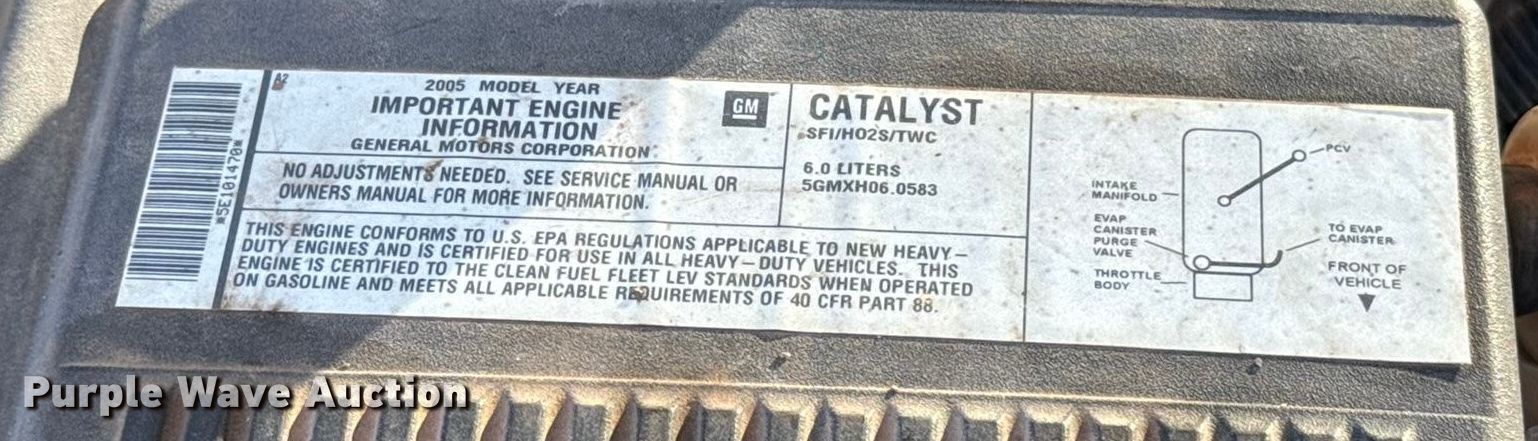 *5E101470*
A2
2005 MODEL YEAR
IMPORTANT ENGINE
INFORMATION
GENERAL MOTORS CORPORATION
GM
NO ADJUSTMENTS NEEDED. SEE SERVICE MANUAL OR
OWNERS MANUAL FOR MORE INFORMATION.
CATALYST
SFI/HO2S/TWC
6.0 LITERS
5GMXH06.0583
THIS ENGINE CONFORMS TO U.S. EPA REGULATIONS APPLICABLE TO NEW HEAVY–
DUTY ENGINES AND IS CERTIFIED FOR USE IN ALL HEAVY–DUTY VEHICLES. THIS
ENGINE IS CERTIFIED TO THE CLEAN FUEL FLEET LEV STANDARDS WHEN OPERATED
ON GASOLINE AND MEETS ALL APPLICABLE REQUIREMENTS OF 40 CFR PART 88.
PCV
INTAKE
MANIFOLD
EVAP
CANISTER
PURGE
VALVE
THROTTLE
BODY
TO EVAP
CANISTER
FRONT OF
VEHICLE
Purple Wave Auction